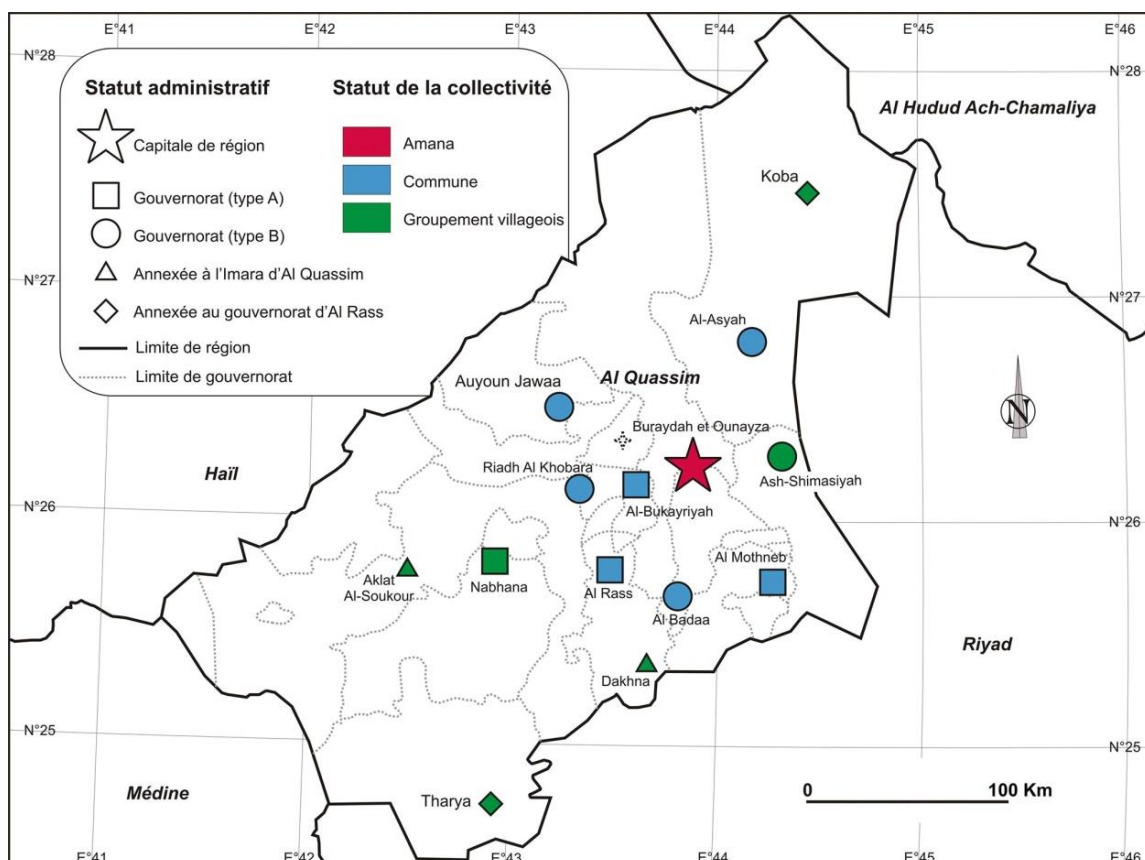 E°41
E°42
E°43
E°44
E°45
E°46
N°28
N°28
Statut administratif
Statut de la collectivité
Capitale de région
Gouvernorat (type A)
Gouvernorat (type B)
Annexée à l'Imara d'Al Quassim
Annexée au gouvernorat d'Al Rass
Limite de région
Limite de gouvernorat
Amana
Commune
Groupement villageois
Al Hudud Ach-Chamaliya
Koba
N°27
N°27
Al-Asyah
Al Quassim
Auyoun Jawaa
Buraydah et Ounayza
N
Haïl
Riadh Al Khobara
Ash-Shimasiyah
Al-Bukayriyah
N°26
N°26
Al Mothneb
Aklat
Al-Soukour
Nabhana
Al Rass
Al Badaa
Riyad
Dakhna
N°25
N°25
Médine
Tharya
0
100 Km
E°41
E°42
E°43
E°44
E°45
E°46